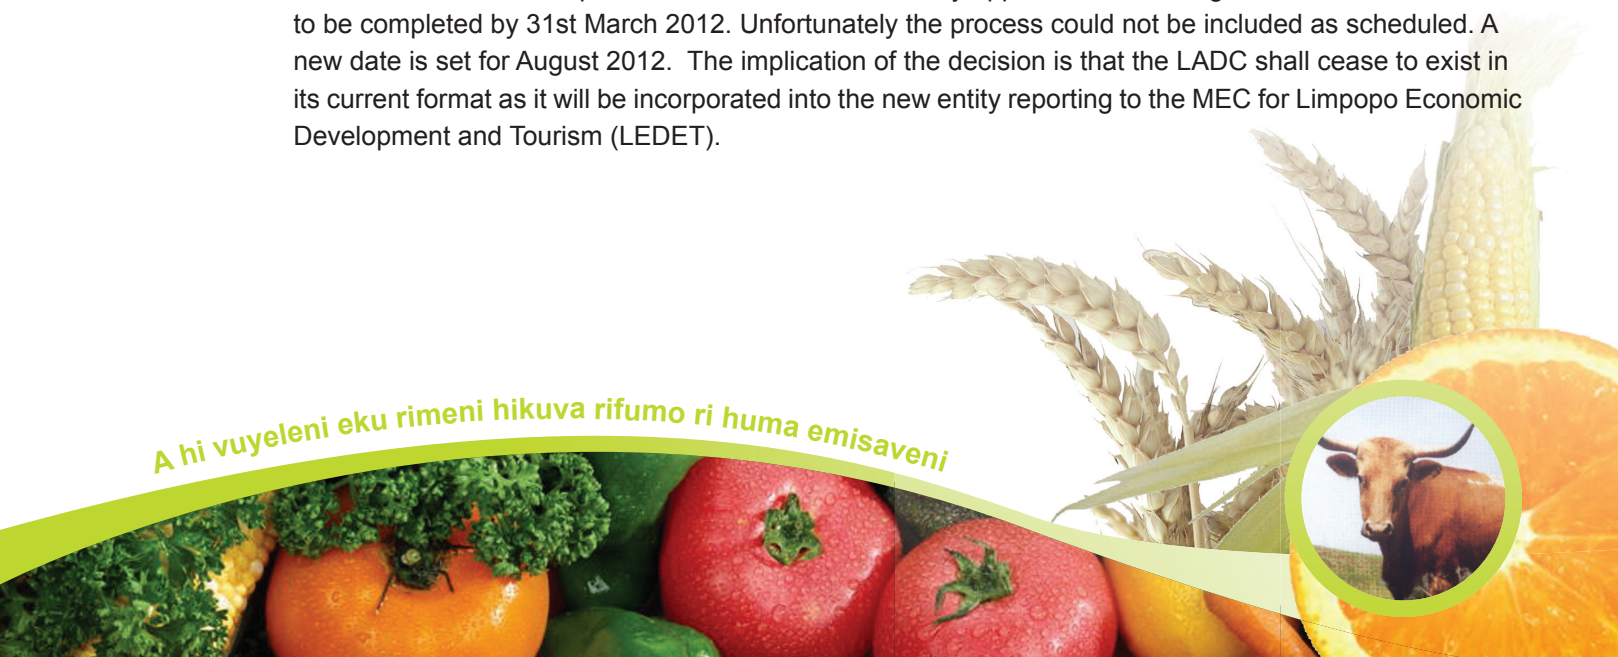 to be completed by 31st March 2012. Unfortunately the process could not be included as scheduled. A
new date is set for August 2012.  The implication of the decision is that the LADC shall cease to exist in
its current format as it will be incorporated into the new entity reporting to the MEC for Limpopo Economic
Development and Tourism (LEDET).
A hi vuyeleni eku rimeni hikuva rifumo ri huma emisaveni